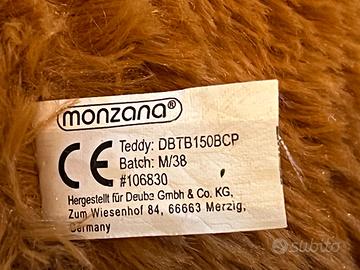 monzana®
CE Teddy: DBTB150BCP
Batch: M/38
#106830
Hergestellt für Deuba Gmbh & Co. KG,
Zum Wiesenhof 84, 66663 Merzig,
Germany
subito